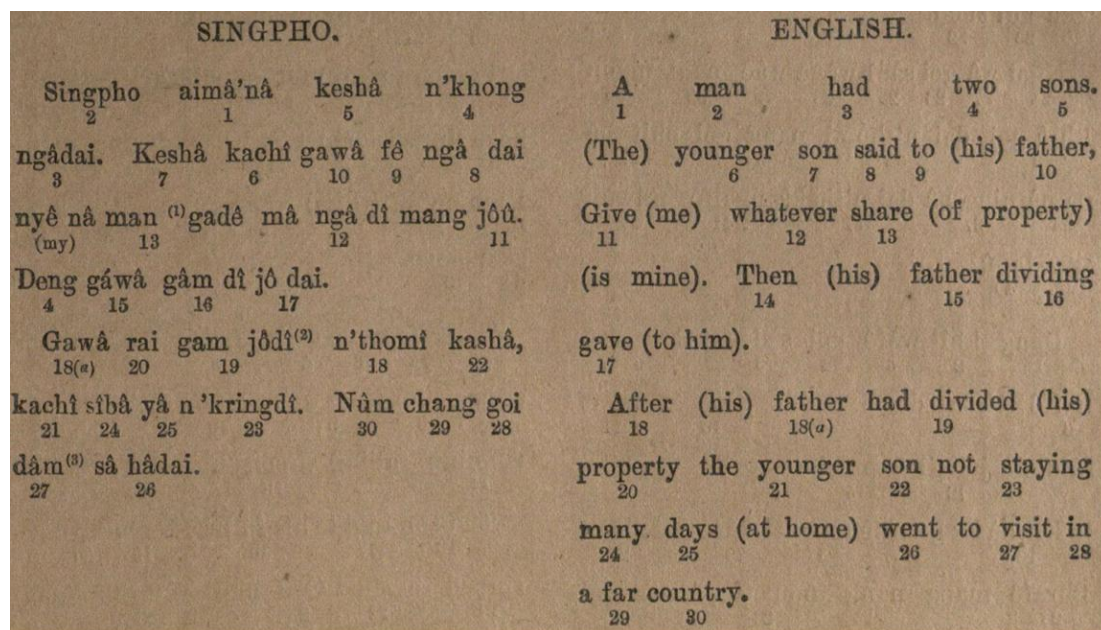 SINGPHO.
Singpho aimâ'nâ keshâ n'khong
2 1 5 4
ngâdai. Keshâ kachî gawâ fê ngâ dai
3 7 6 10 9 8
nyê nâ man (1)gadê mâ ngâ dî mang jôû.
(my) 13 12 11
Deng gáwâ gâm dî jô dai.
4 15 16 17
Gawâ rai gam jôdî(2) n'thomî kashâ,
18(a) 20 19 18 22
kachî sîbâ yâ n'kringdî. Nûm chang goi
21 24 25 23 30 29 28
dâm(3) sâ hâdai.
27 26
ENGLISH.
A man had two sons.
1 2 3 4 5
(The) younger son said to (his) father,
6 7 8 9 10
Give (me) whatever share (of property)
11 12 13
(is mine). Then (his) father dividing
14 15 16
gave (to him).
17
After (his) father had divided (his)
18 18(a) 19
property the younger son not staying
20 21 22 23
many days (at home) went to visit in
24 25 26 27 28
a far country.
29 30